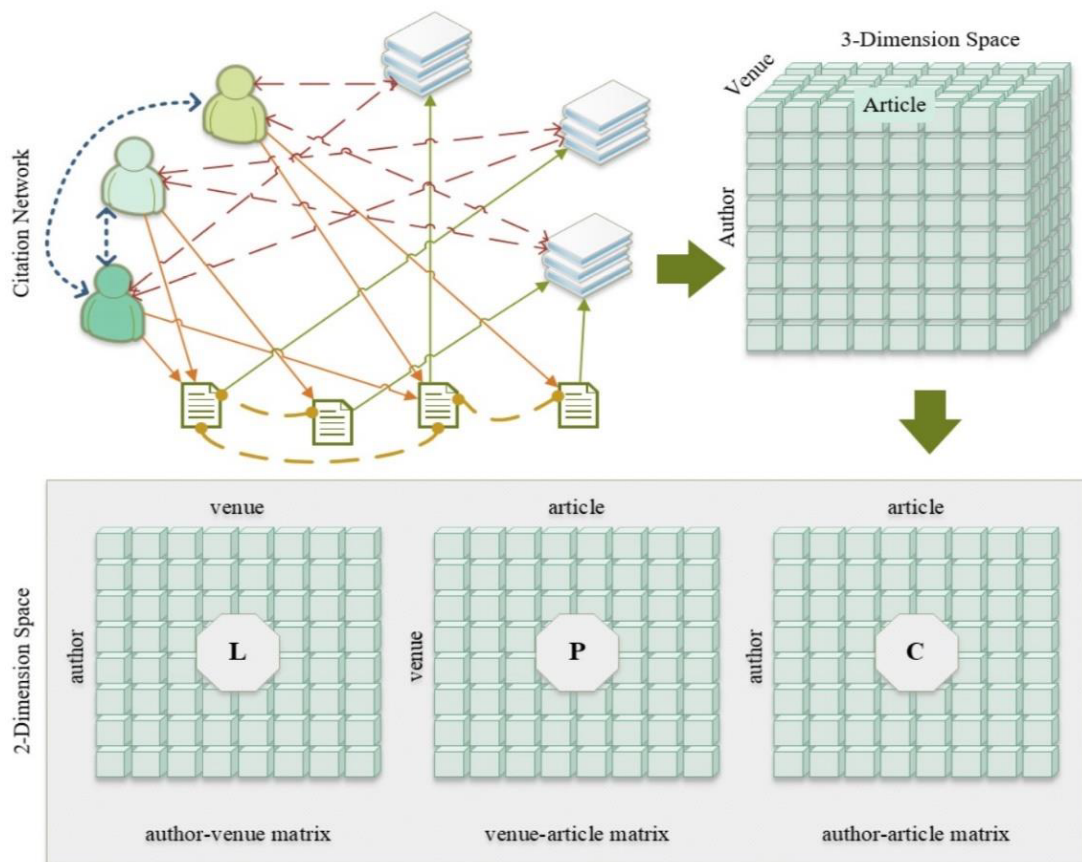 3-Dimension Space
Venue
Article
Author
Citation Network
venue
article
article
author
L
venue
P
author
C
2-Dimension Space
author-venue matrix
venue-article matrix
author-article matrix